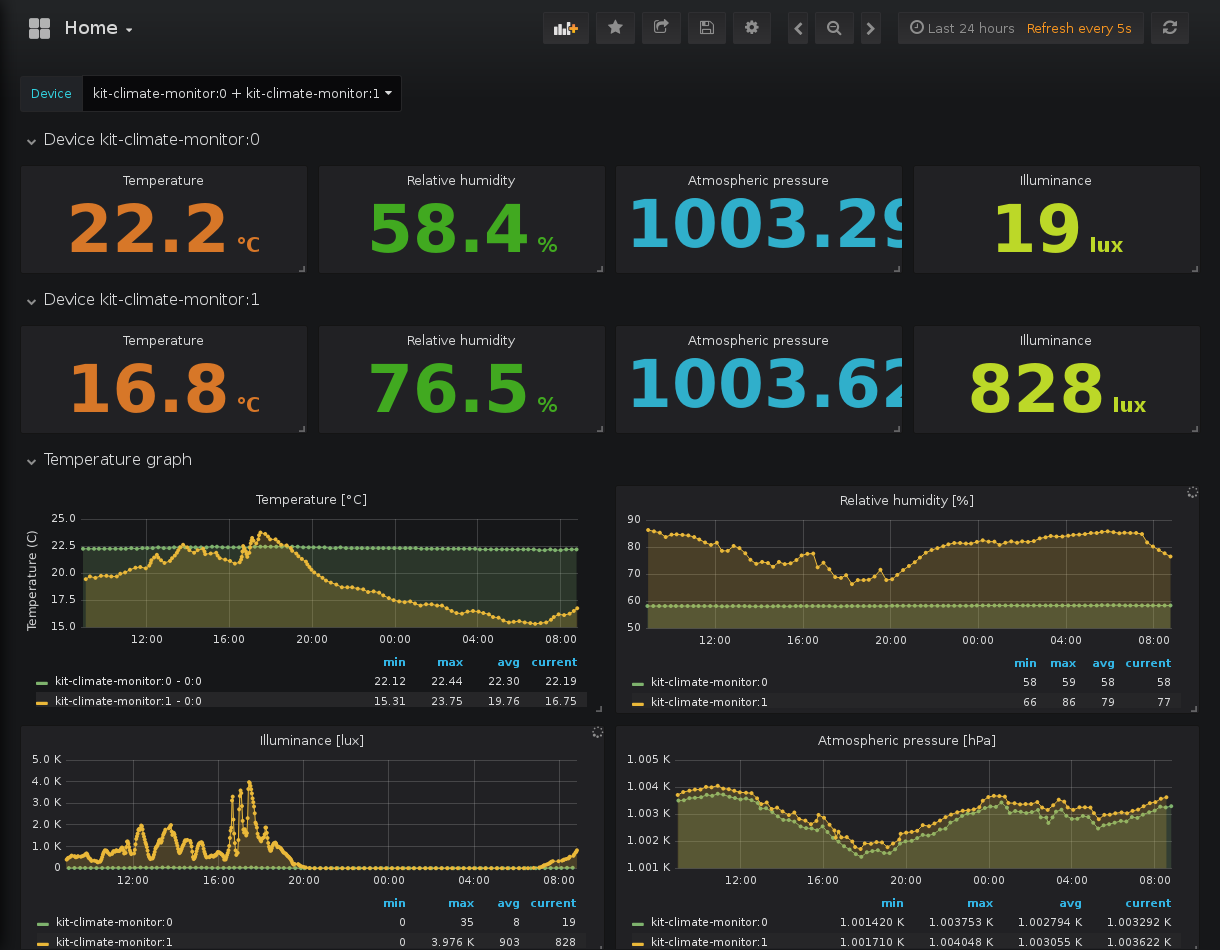 Home
Last 24 hours Refresh every 5s
Device kit-climate-monitor:0 + kit-climate-monitor:1
Device kit-climate-monitor:0
Temperature Relative humidity Atmospheric pressure Illuminance
22.2 °C 58.4 % 1003.29 19 lux
Device kit-climate-monitor:1
Temperature Relative humidity Atmospheric pressure Illuminance
16.8 °C 76.5 % 1003.62 828 lux
Temperature graph
Temperature [°C]
Temperature (C)
25.0
22.5
20.0
17.5
15.0
12:00 16:00 20:00 00:00 04:00 08:00
min max avg current
kit-climate-monitor:0 - 0:0 22.12 22.44 22.30 22.19
kit-climate-monitor:1 - 0:0 15.31 23.75 19.76 16.75
Relative humidity [%]
90
80
70
60
50
12:00 16:00 20:00 00:00 04:00 08:00
min max avg current
kit-climate-monitor:0 58 59 58 58
kit-climate-monitor:1 66 86 79 77
Illuminance [lux]
5.0 K
4.0 K
3.0 K
2.0 K
1.0 K
0
12:00 16:00 20:00 00:00 04:00 08:00
min max avg current
kit-climate-monitor:0 0 35 8 19
kit-climate-monitor:1 0 3.976 K 903 828
Atmospheric pressure [hPa]
1.005 K
1.004 K
1.003 K
1.002 K
1.001 K
12:00 16:00 20:00 00:00 04:00 08:00
min max avg current
kit-climate-monitor:0 1.001420 K 1.003753 K 1.002794 K 1.003292 K
kit-climate-monitor:1 1.001710 K 1.004048 K 1.003055 K 1.003622 K